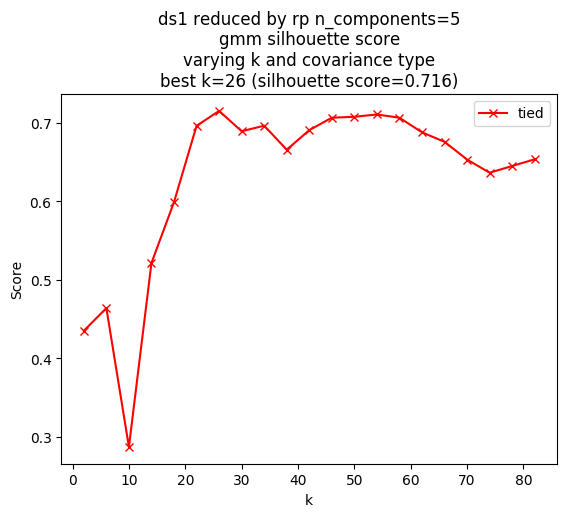 ds1 reduced by rp n_components=5
gmm silhouette score
varying k and covariance type
best k=26 (silhouette score=0.716)
tied
0.7
0.6
0.5
0.4
0.3
Score
0 10 20 30 40 50 60 70 80
k